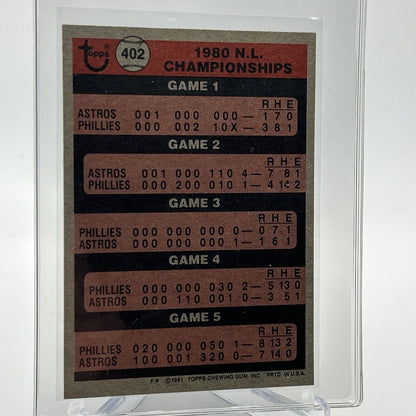 topps 402 1980 N.L. CHAMPIONSHIPS
GAME 1
R H E
ASTROS 001 000 000— 1 7 0
PHILLIES 000 002 10X— 3 8 1
GAME 2
R H E
ASTROS 001 000 110 4— 7 8 1
PHILLIES 000 200 010 1— 4 14 2
GAME 3
R H E
PHILLIES 000 000 000 00— 0 7 1
ASTROS 000 000 000 01— 1 6 1
GAME 4
R H E
PHILLIES 000 000 030 2— 5 13 0
ASTROS 000 110 001 0— 3 5 1
GAME 5
R H E
PHILLIES 020 000 050 1— 8 13 2
ASTROS 100 001 320 0— 7 14 0
F★ ©1981 TOPPS CHEWING GUM, INC. PRTD. IN U.S.A.